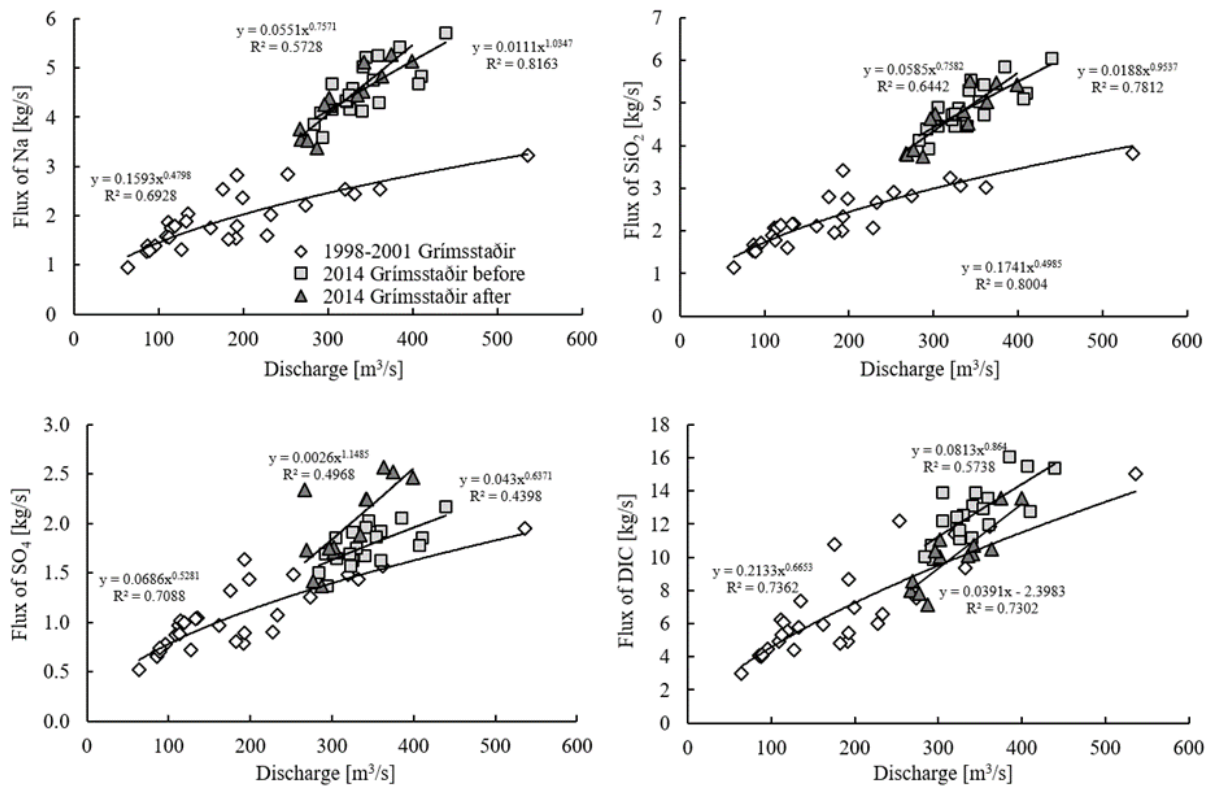 6
5
4
3
2
1
0
Flux of Na [kg/s]
y = 0.0551x^0.7571
R² = 0.5728
y = 0.0111x^1.0347
R² = 0.8163
y = 0.1593x^0.4798
R² = 0.6928
1998-2001 Grímsstaðir
2014 Grímsstaðir before
2014 Grímsstaðir after
0 100 200 300 400 500 600
Discharge [m³/s]
7
6
5
4
3
2
1
0
Flux of SiO₂ [kg/s]
y = 0.0585x^0.7582
R² = 0.6442
y = 0.0188x^0.9537
R² = 0.7812
y = 0.1741x^0.4985
R² = 0.8004
0 100 200 300 400 500 600
Discharge [m³/s]
3.0
2.5
2.0
1.5
1.0
0.5
0.0
Flux of SO₄ [kg/s]
y = 0.0026x^1.1485
R² = 0.4968
y = 0.043x^0.6371
R² = 0.4398
y = 0.0686x^0.5281
R² = 0.7088
0 100 200 300 400 500 600
Discharge [m³/s]
18
16
14
12
10
8
6
4
2
0
Flux of DIC [kg/s]
y = 0.0813x^0.864
R² = 0.5738
y = 0.2133x^0.6653
R² = 0.7362
y = 0.0391x - 2.3983
R² = 0.7302
0 100 200 300 400 500 600
Discharge [m³/s]